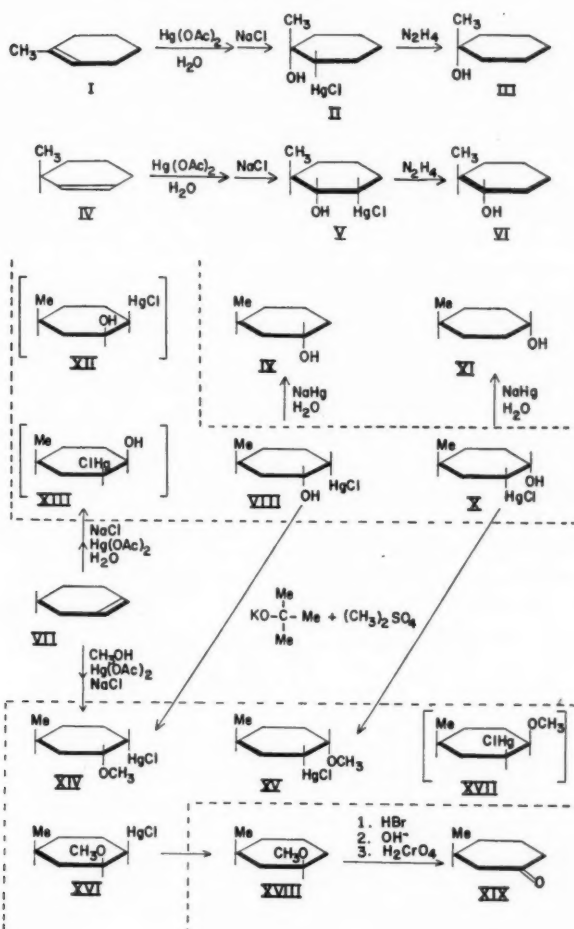 CH3 Hg(OAc)2 NaCl CH3 N2H4 CH3
H2O
OH HgCl OH
I II III
CH3 Hg(OAc)2 NaCl CH3 N2H4 CH3
H2O
OH HgCl OH
IV V VI
Me HgCl Me Me
OH OH OH
XII IX XI
NaHg NaHg
H2O H2O
Me OH Me Me
ClHg HgCl OH
OH HgCl
XIII VIII X
NaCl
Hg(OAc)2
H2O
VII
Me
KO-C-Me + (CH3)2SO4
Me
CH3OH
Hg(OAc)2
NaCl
Me Me Me OCH3
HgCl OCH3 ClHg
OCH3 HgCl
XIV XV XVII
Me HgCl Me 1. HBr Me
CH3O CH3O 2. OH-
3. H2CrO4
O
XVI XVIII XIX